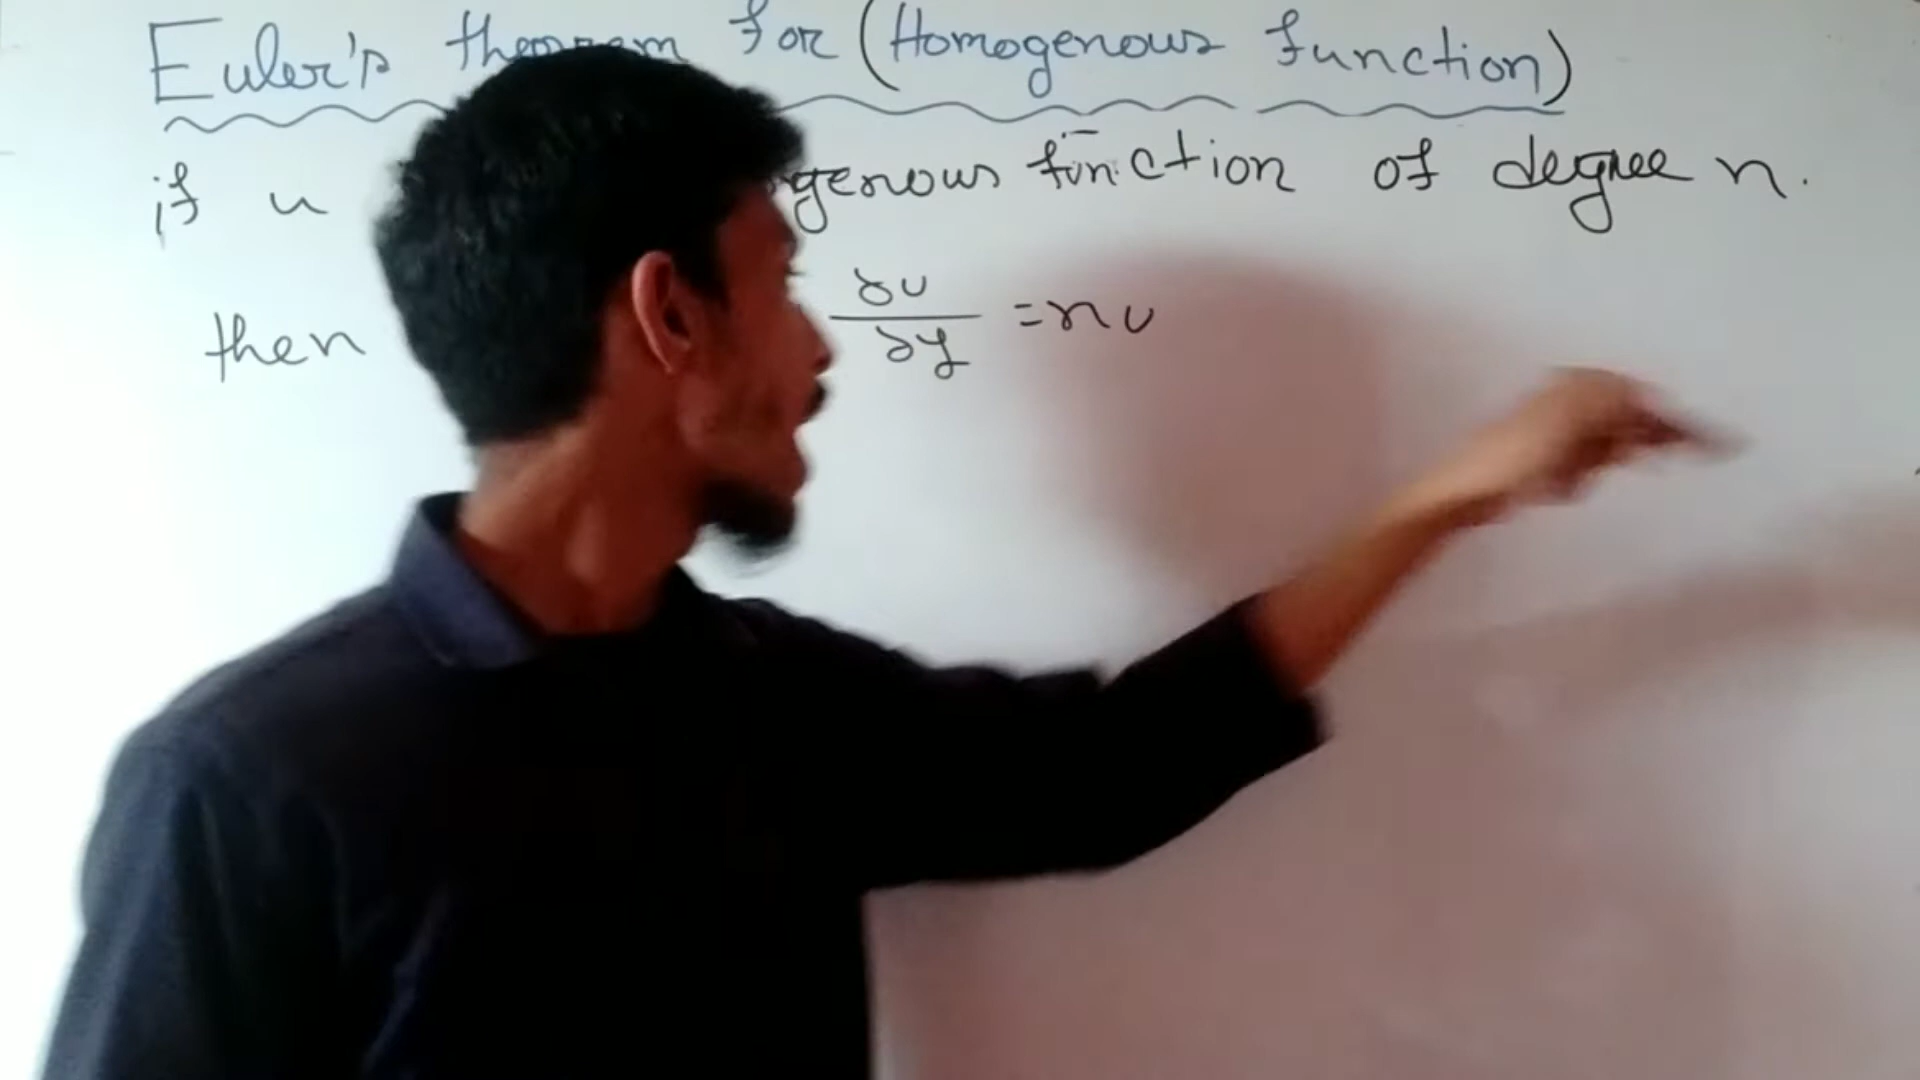 Euler's theorem for (Homogenous function)
if u genous function of degree n.
then ∂u/∂y = nu